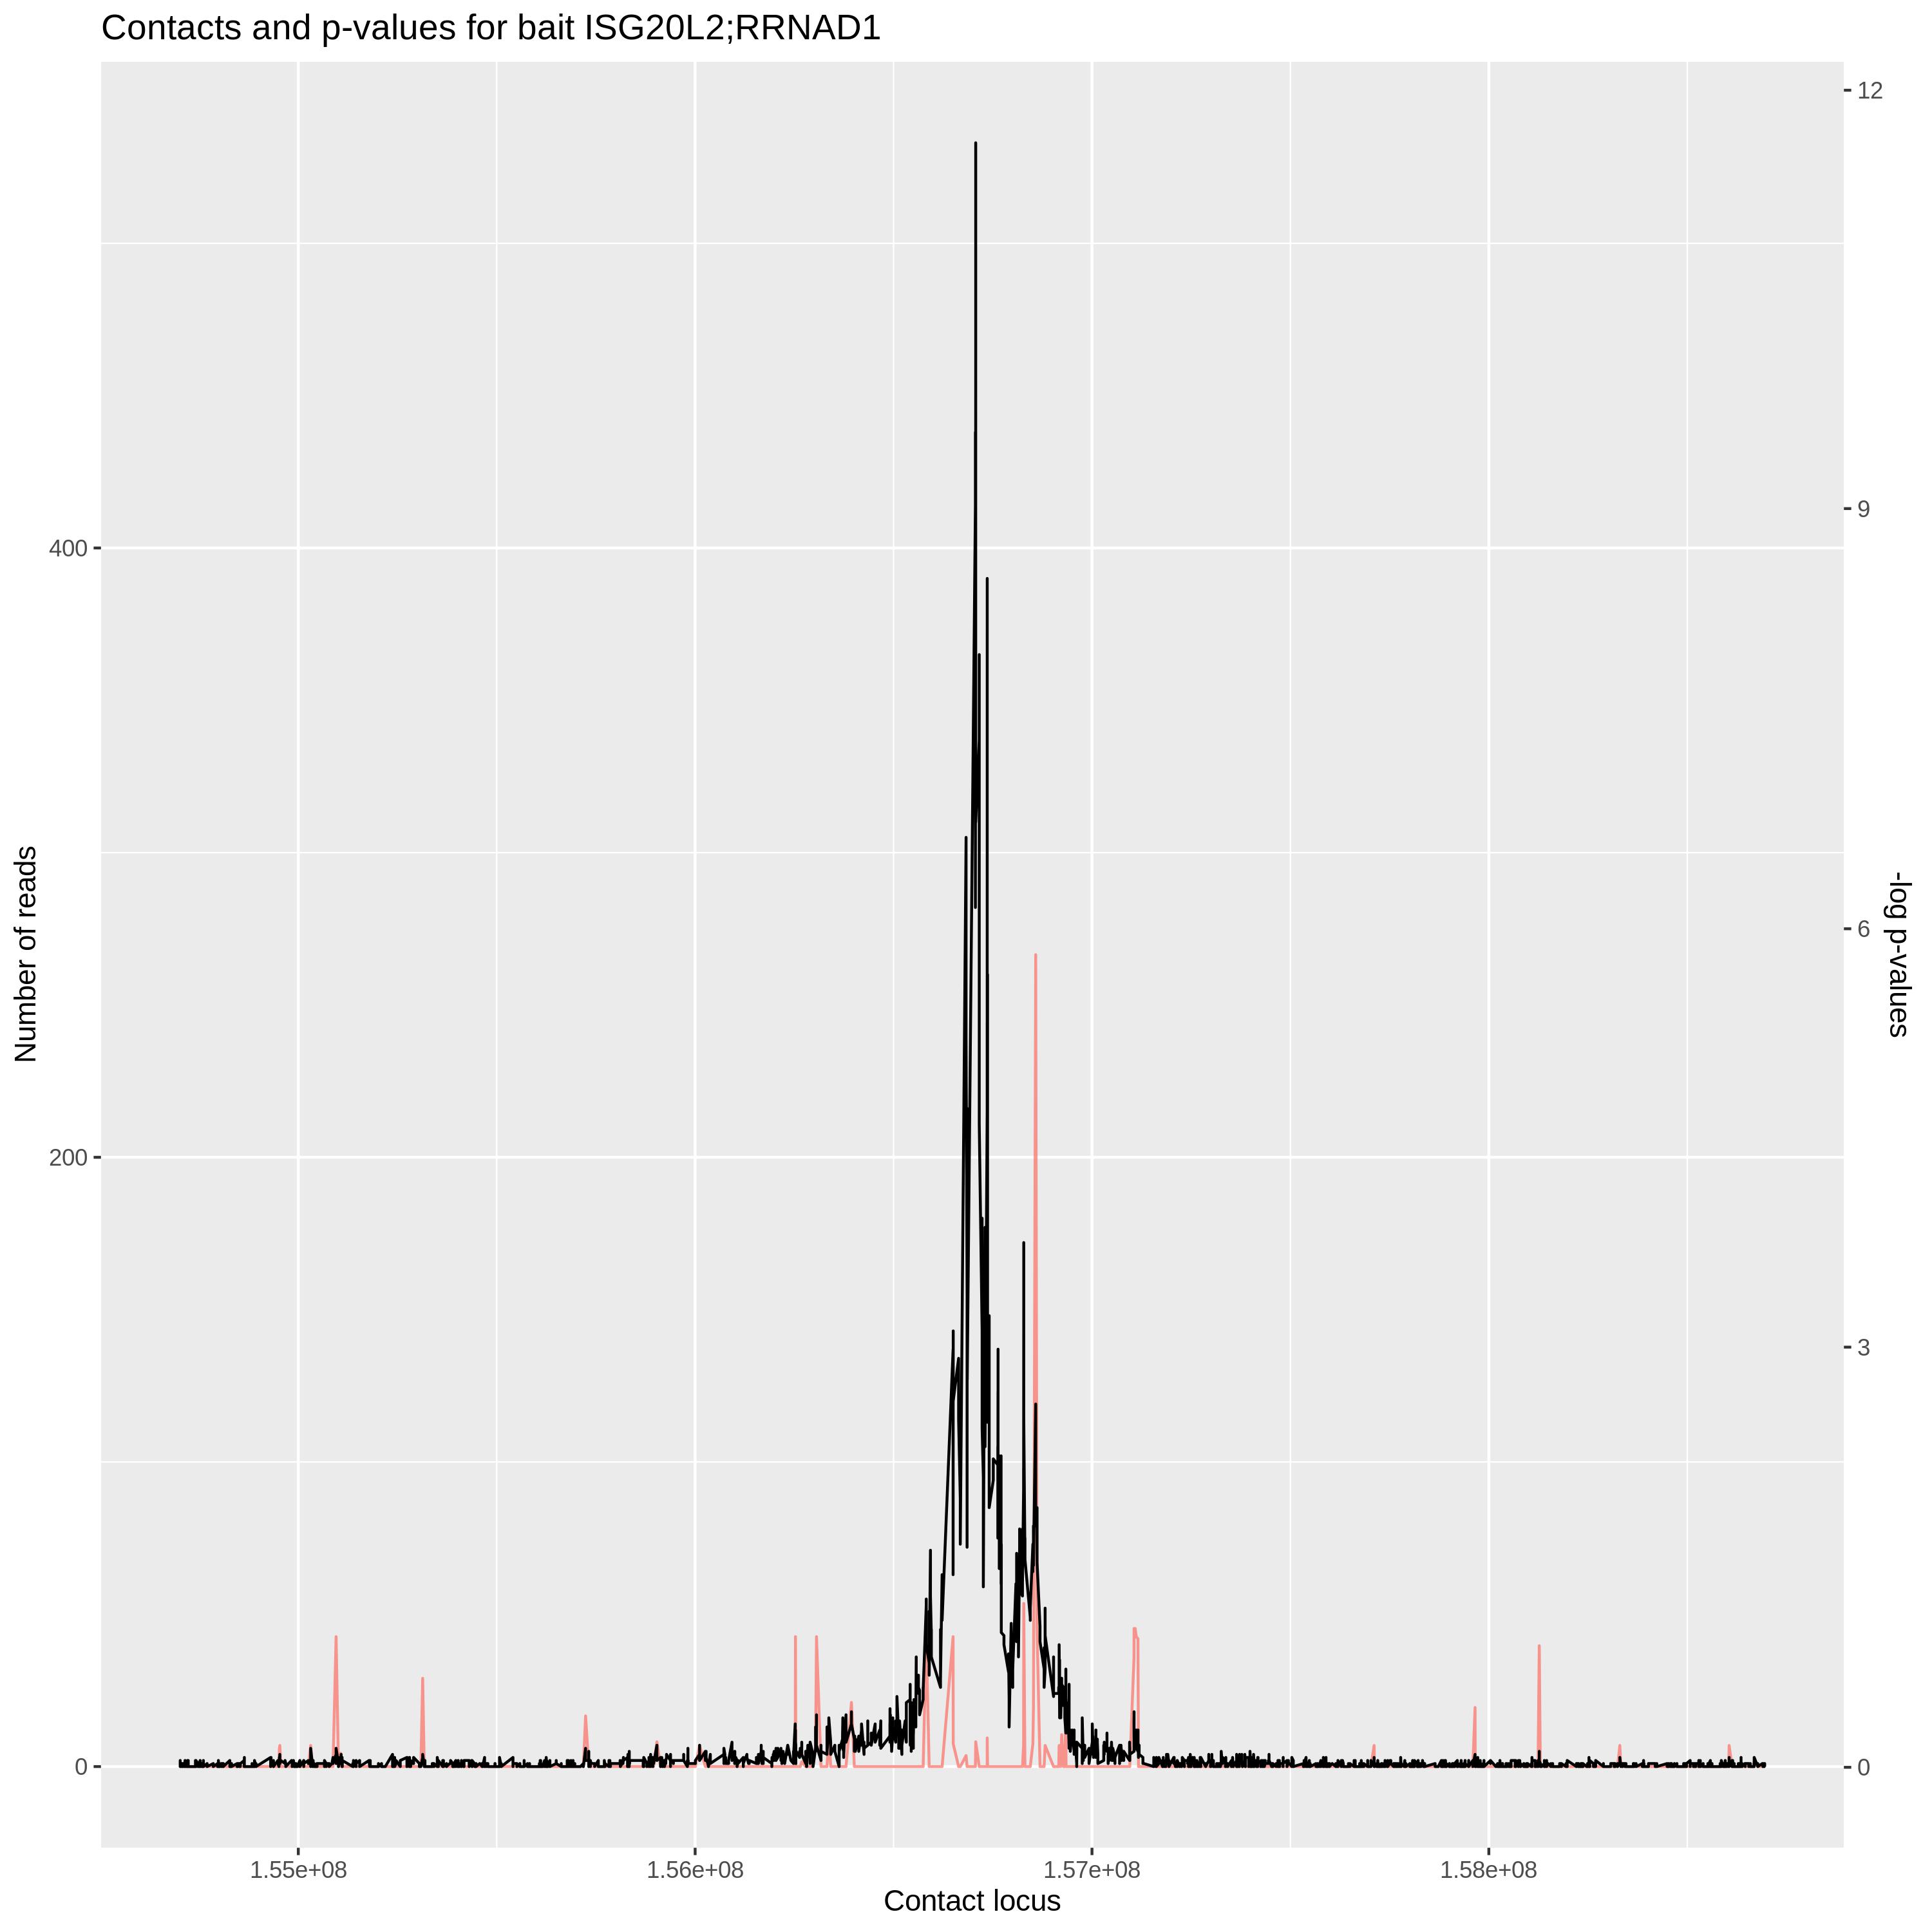 Contacts and p-values for bait ISG20L2;RRNAD1
12
9
400
6
Number of reads
-log p-values
200
3
0
0
1.55e+08
1.56e+08
1.57e+08
1.58e+08
Contact locus